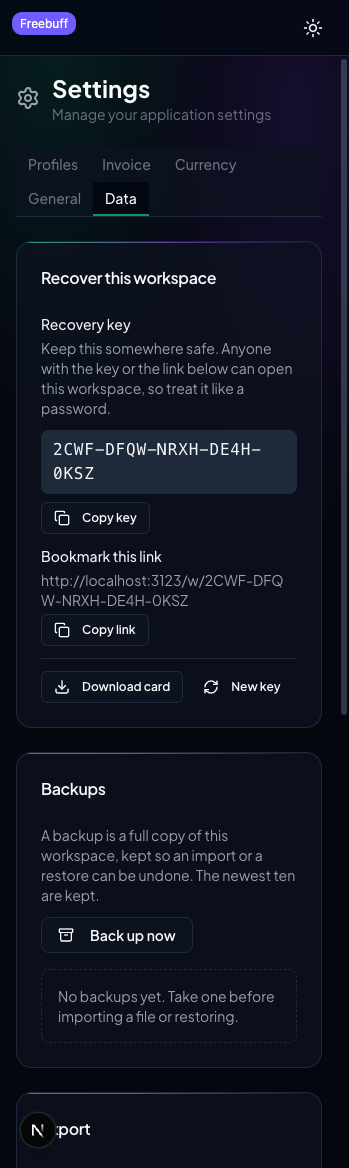 Freebuff
Settings
Manage your application settings
Profiles Invoice Currency
General Data
Recover this workspace
Recovery key
Keep this somewhere safe. Anyone
with the key or the link below can open
this workspace, so treat it like a
password.
2CWF-DFQW-NRXH-DE4H-
0KSZ
Copy key
Bookmark this link
http://localhost:3123/w/2CWF-DFQ
W-NRXH-DE4H-0KSZ
Copy link
Download card New key
Backups
A backup is a full copy of this
workspace, kept so an import or a
restore can be undone. The newest ten
are kept.
Back up now
No backups yet. Take one before
importing a file or restoring.
N